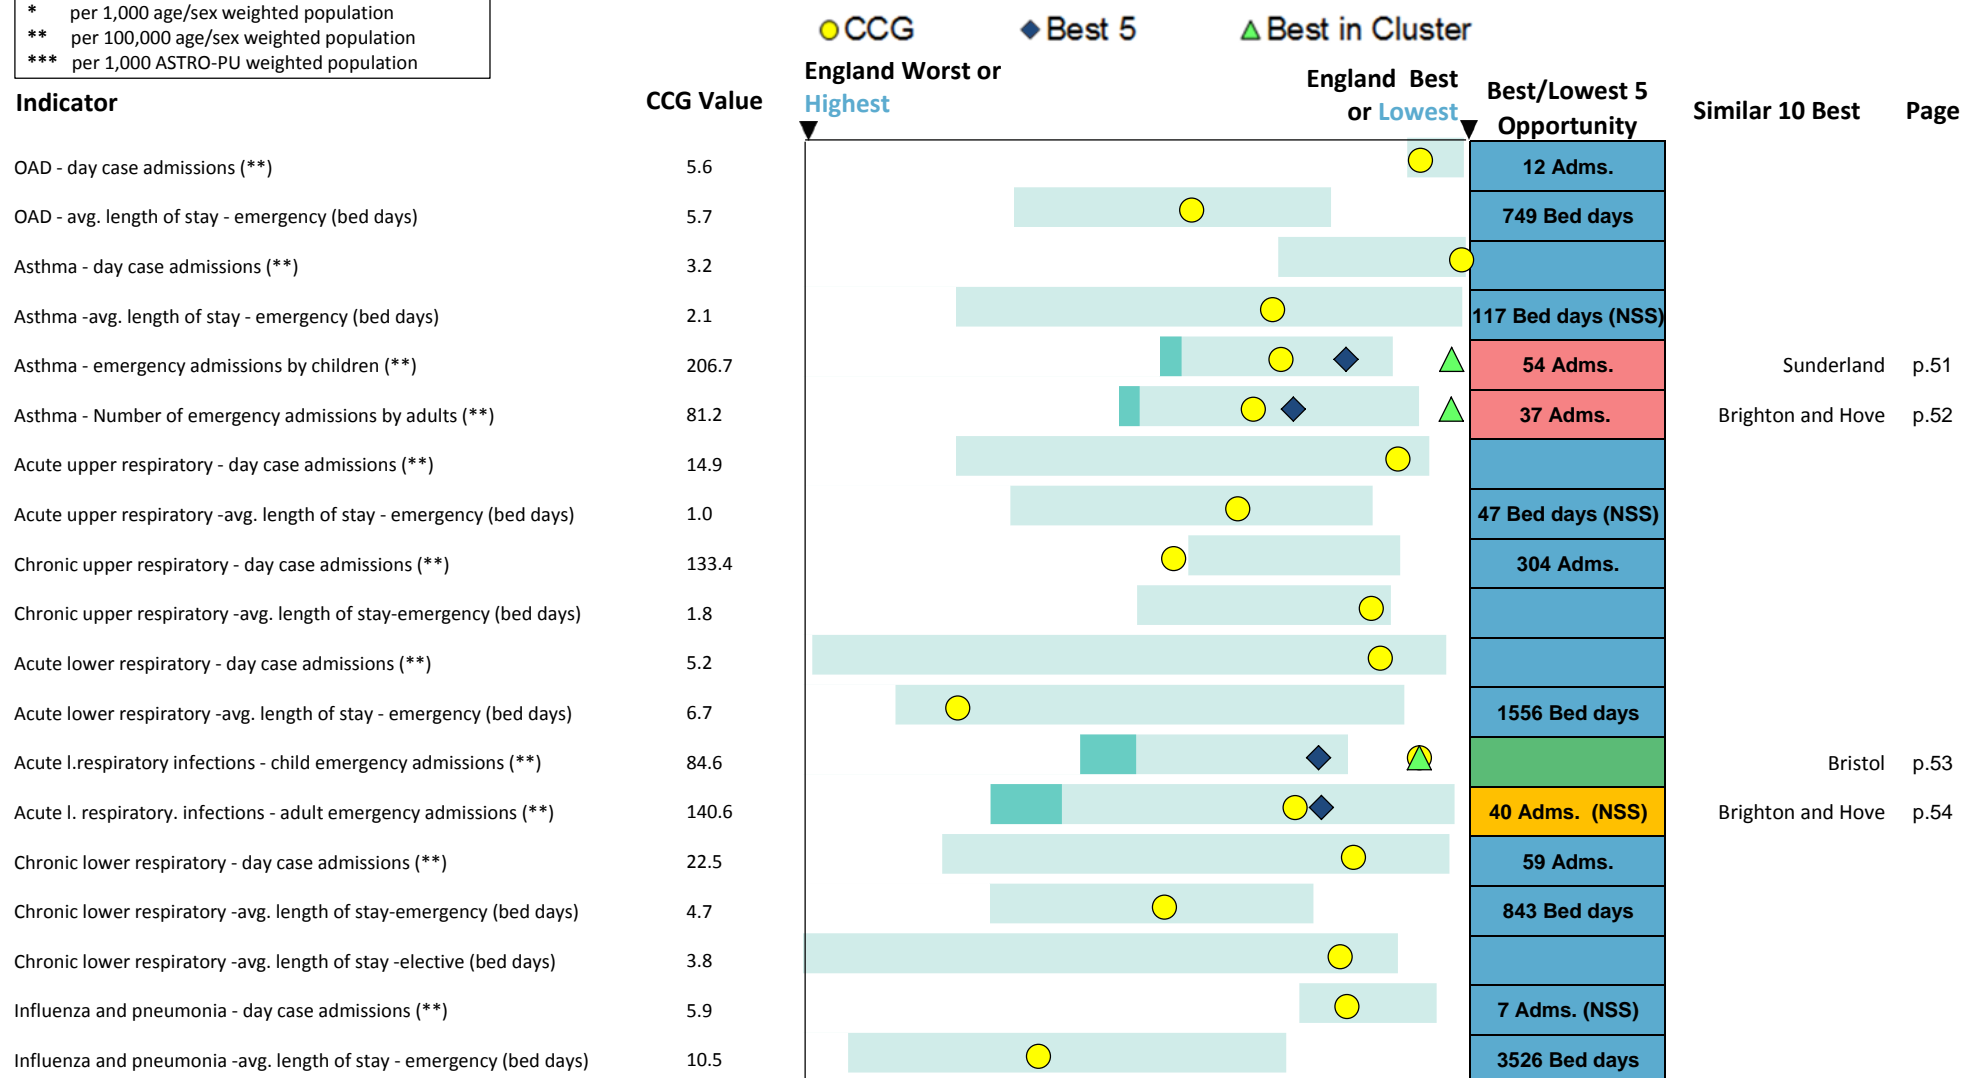 * per 1,000 age/sex weighted population
** per 100,000 age/sex weighted population
*** per 1,000 ASTRO-PU weighted population
CCG Best 5 Best in Cluster
Indicator CCG Value England Worst or Highest England Best or Lowest Best/Lowest 5 Opportunity Similar 10 Best Page
OAD - day case admissions (**) 5.6 12 Adms.
OAD - avg. length of stay - emergency (bed days) 5.7 749 Bed days
Asthma - day case admissions (**) 3.2
Asthma -avg. length of stay - emergency (bed days) 2.1 117 Bed days (NSS)
Asthma - emergency admissions by children (**) 206.7 54 Adms. Sunderland p.51
Asthma - Number of emergency admissions by adults (**) 81.2 37 Adms. Brighton and Hove p.52
Acute upper respiratory - day case admissions (**) 14.9
Acute upper respiratory -avg. length of stay - emergency (bed days) 1.0 47 Bed days (NSS)
Chronic upper respiratory - day case admissions (**) 133.4 304 Adms.
Chronic upper respiratory -avg. length of stay-emergency (bed days) 1.8
Acute lower respiratory - day case admissions (**) 5.2
Acute lower respiratory -avg. length of stay - emergency (bed days) 6.7 1556 Bed days
Acute l.respiratory infections - child emergency admissions (**) 84.6 Bristol p.53
Acute l. respiratory. infections - adult emergency admissions (**) 140.6 40 Adms. (NSS) Brighton and Hove p.54
Chronic lower respiratory - day case admissions (**) 22.5 59 Adms.
Chronic lower respiratory -avg. length of stay-emergency (bed days) 4.7 843 Bed days
Chronic lower respiratory -avg. length of stay -elective (bed days) 3.8
Influenza and pneumonia - day case admissions (**) 5.9 7 Adms. (NSS)
Influenza and pneumonia -avg. length of stay - emergency (bed days) 10.5 3526 Bed days